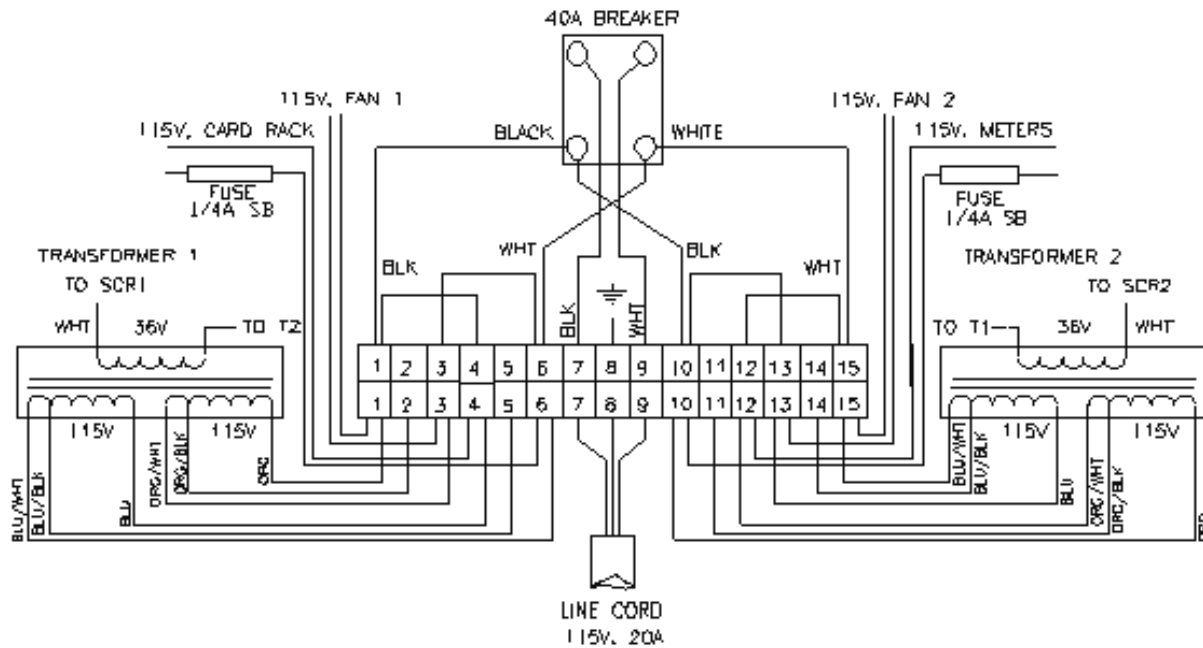 40A BREAKER
115V. FAN 1
115V. FAN 2
115V. CARD RACK
BLACK
WHITE
115V. METERS
FUSE
1/4A SB
FUSE
1/4A SB
TRANSFORMER 1
TO SCR1
WHT
BLK
BLK
WHT
TRANSFORMER 2
TO SCR2
WHT
36V
TO T2
BLK
WHT
TO T1
36V
WHT
1 2 3 4 5 6 7 8 9 10 11 12 13 14 15
1 2 3 4 5 6 7 8 9 10 11 12 13 14 15
115V
115V
115V
115V
BLU/WHT
BLU/BLK
BLU
ORG/WHT
ORG/BLK
ORG
BLU/WHT
BLU/BLK
BLU
ORG/WHT
ORG/BLK
LINE CORD
115V. 20A